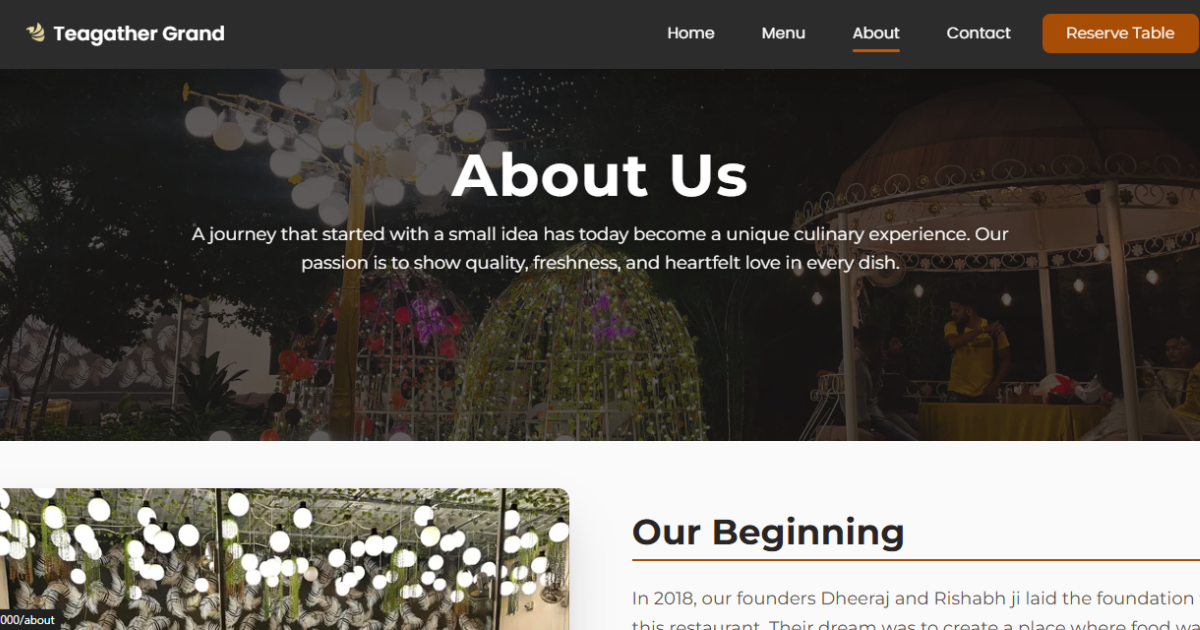 Teagather Grand
Home
Menu
About
Contact
Reserve Table
About Us
A journey that started with a small idea has today become a unique culinary experience. Our
passion is to show quality, freshness, and heartfelt love in every dish.
Our Beginning
In 2018, our founders Dheeraj and Rishabh ji laid the foundation
this restaurant. Their dream was to create a place where food
000/about